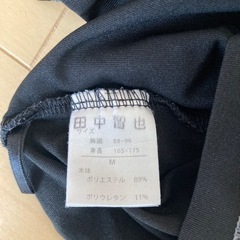 田中智也
サイズ
胸囲 88-96
身長 165-175
M
本体
ポリエステル 89%
ポリウレタン 11%